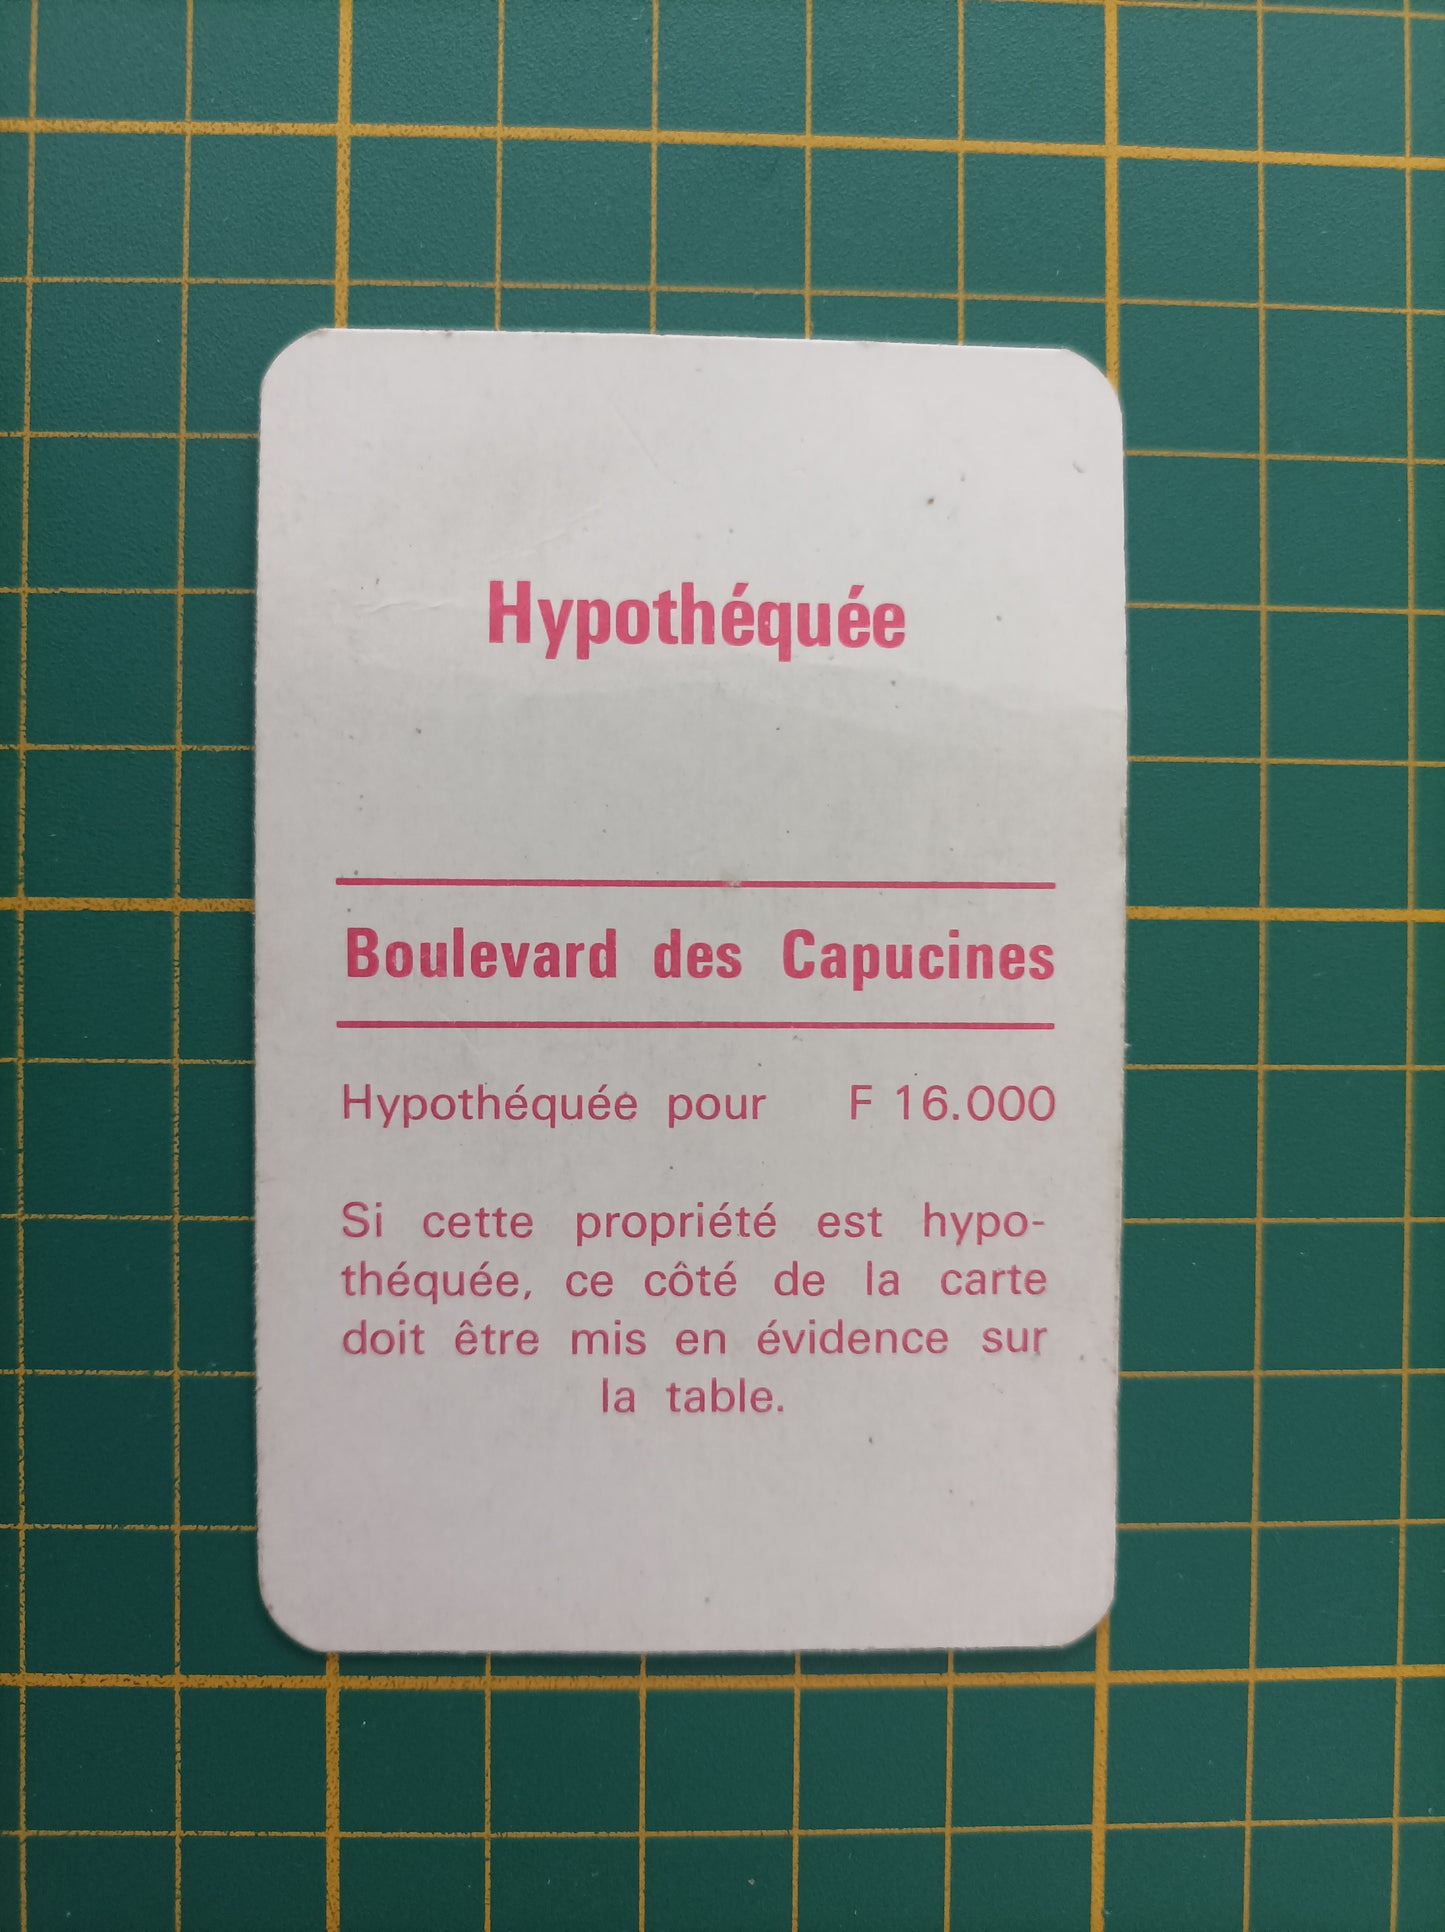 Hypothéquée
Boulevard des Capucines
Hypothéquée pour F 16.000
Si cette propriété est hypo-
théquée, ce côté de la carte
doit être mis en évidence sur
la table.